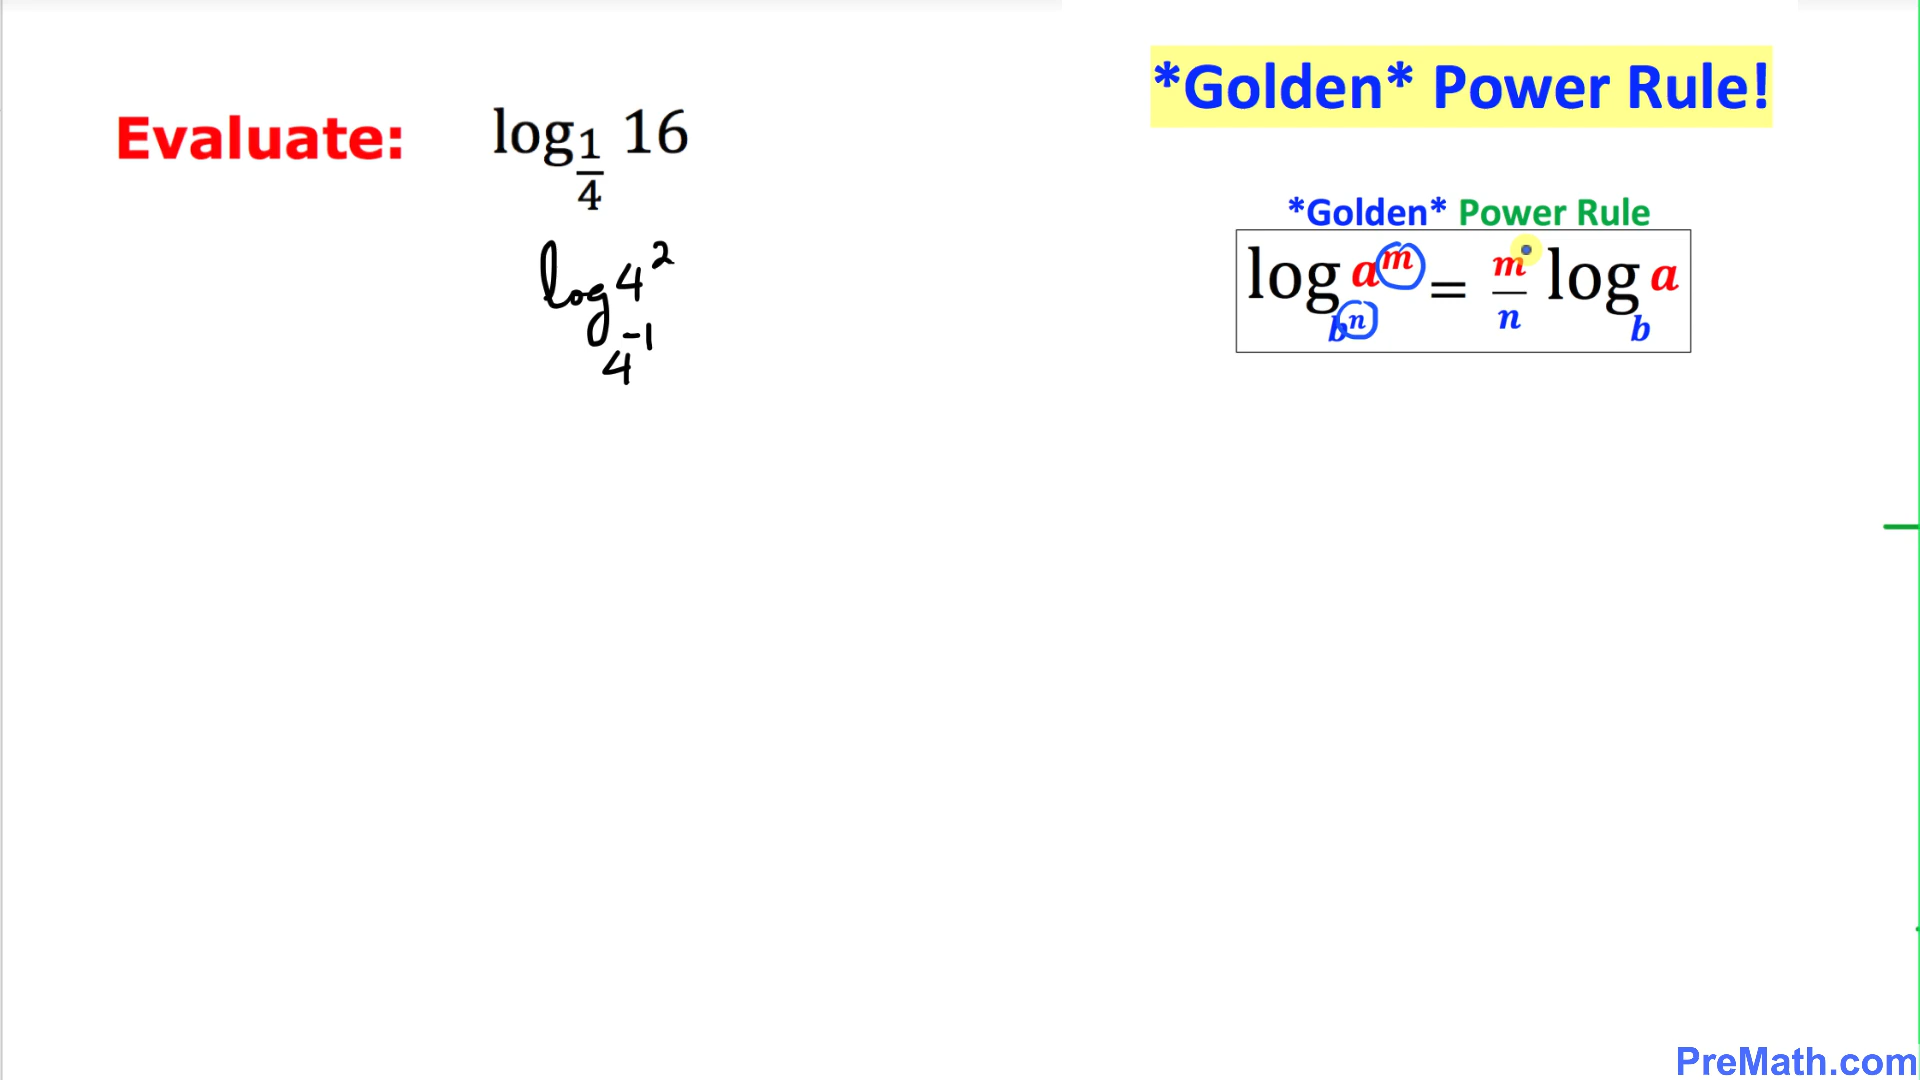 *Golden* Power Rule!
Evaluate: log_{1/4} 16
*Golden* Power Rule
log_{b^n} a^m = m/n log_b a
log_{4^{-1}} 4^2
PreMath.com